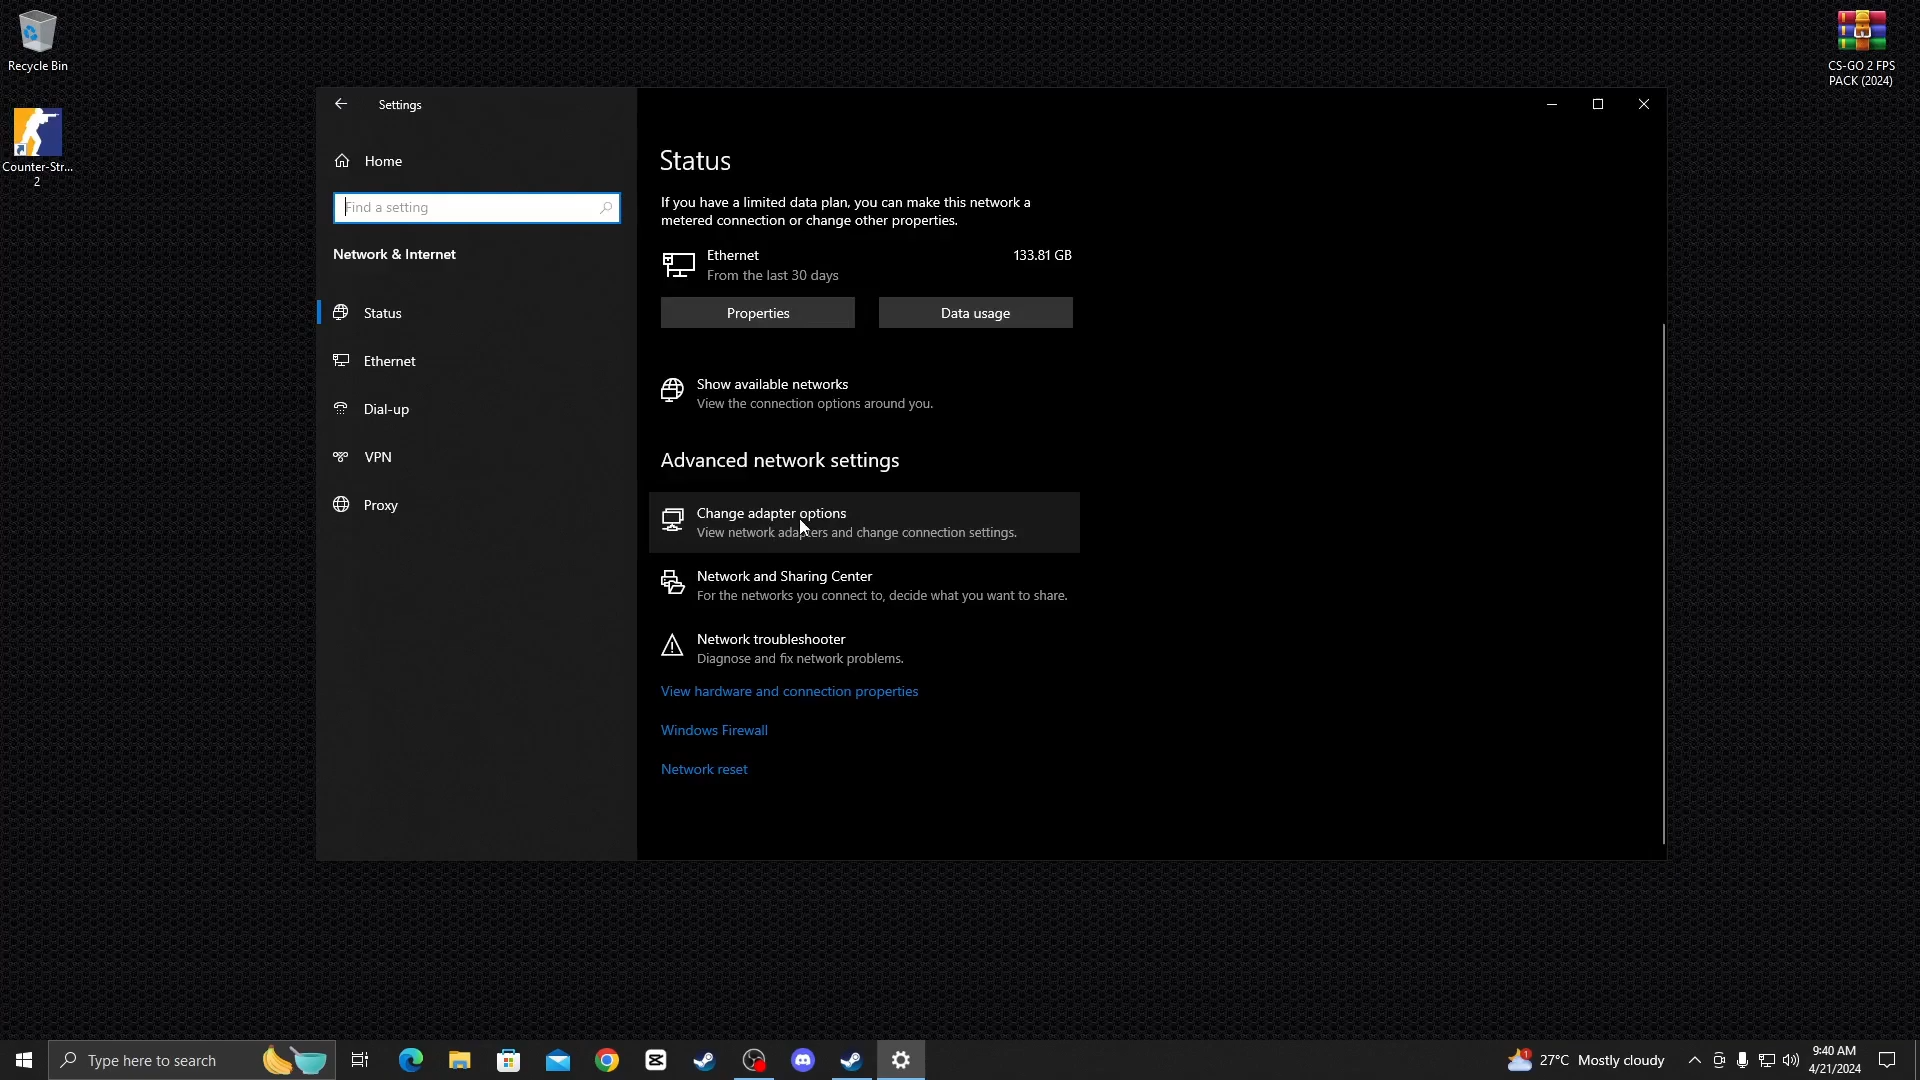 Recycle Bin
Counter-Str...
2
CS-GO 2 FPS
PACK (2024)
Settings
Home
Find a setting
Network & Internet
Status
Ethernet
Dial-up
VPN
Proxy
Status
If you have a limited data plan, you can make this network a
metered connection or change other properties.
Ethernet 133.81 GB
From the last 30 days
Properties Data usage
Show available networks
View the connection options around you.
Advanced network settings
Change adapter options
View network adapters and change connection settings.
Network and Sharing Center
For the networks you connect to, decide what you want to share.
Network troubleshooter
Diagnose and fix network problems.
View hardware and connection properties
Windows Firewall
Network reset
Type here to search
1
27°C Mostly cloudy
9:40 AM
4/21/2024